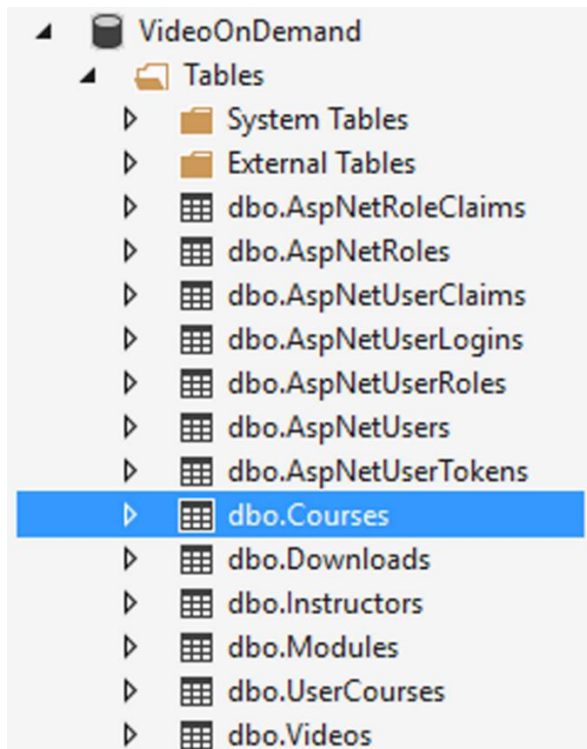 VideoOnDemand
Tables
System Tables
External Tables
dbo.AspNetRoleClaims
dbo.AspNetRoles
dbo.AspNetUserClaims
dbo.AspNetUserLogins
dbo.AspNetUserRoles
dbo.AspNetUsers
dbo.AspNetUserTokens
dbo.Courses
dbo.Downloads
dbo.Instructors
dbo.Modules
dbo.UserCourses
dbo.Videos